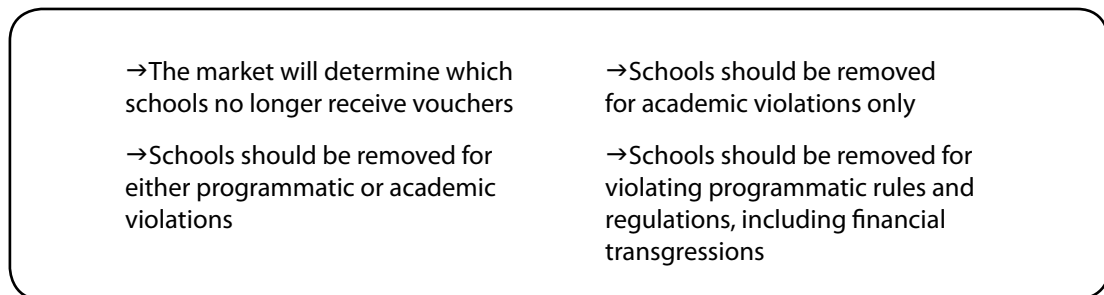 →The market will determine which
schools no longer receive vouchers
→Schools should be removed for
either programmatic or academic
violations
→Schools should be removed
for academic violations only
→Schools should be removed for
violating programmatic rules and
regulations, including financial
transgressions